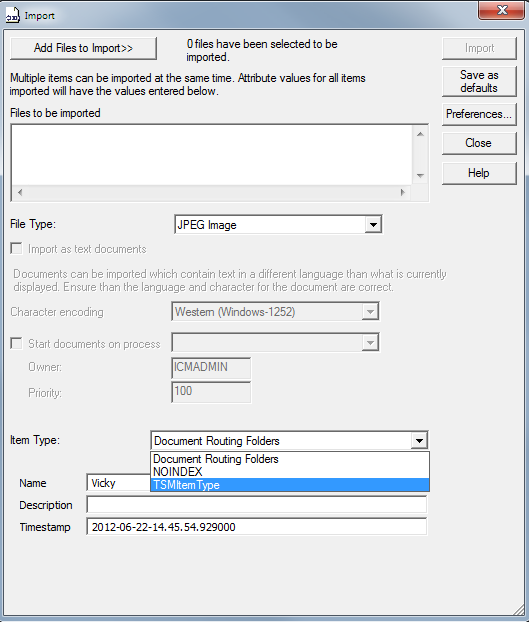 Import
Add Files to Import>>
0 files have been selected to be
imported.
Import
Multiple items can be imported at the same time. Attribute values for all items
imported will have the values entered below.
Save as
defaults
Files to be imported
Preferences...
Close
Help
File Type:
JPEG Image
Import as text documents
Documents can be imported which contain text in a different language than what is currently
displayed. Ensure than the language and character for the document are correct.
Character encoding
Western (Windows-1252)
Start documents on process
Owner:
ICMADMIN
Priority:
100
Item Type:
Document Routing Folders
Document Routing Folders
NOINDEX
TSMItemType
Name
Vicky
Description
Timestamp
2012-06-22-14.45.54.929000